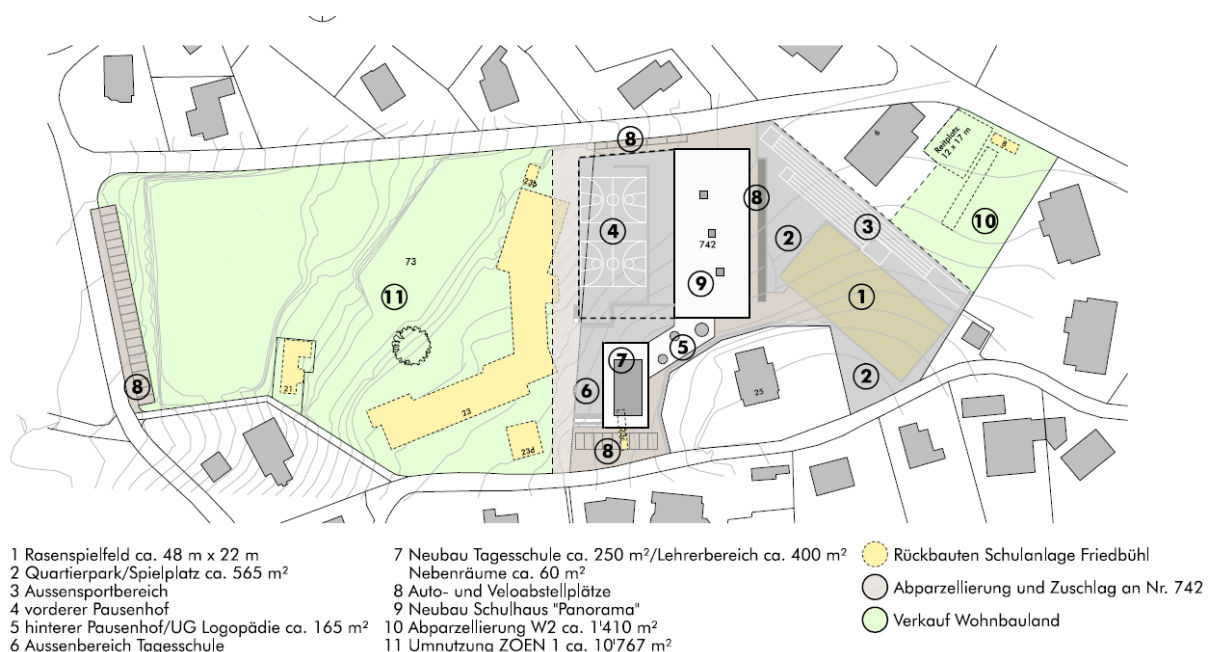 8
6
Restplatz
12 x 17 m
8
23b
8
4
2
3
10
742
73
9
1
11
7
5
2
21
8
23
6
25
23d
8
1 Rasenspielfeld ca. 48 m x 22 m
2 Quartierpark/Spielplatz ca. 565 m²
3 Aussensportbereich
4 vorderer Pausenhof
5 hinterer Pausenhof/UG Logopädie ca. 165 m²
6 Aussenbereich Tagesschule
7 Neubau Tagesschule ca. 250 m²/Lehrerbereich ca. 400 m²
Nebenräume ca. 60 m²
8 Auto- und Veloabstellplätze
9 Neubau Schulhaus "Panorama"
10 Abparzellierung W2 ca. 1'410 m²
11 Umnutzung ZOEN 1 ca. 10'767 m²
Rückbauten Schulanlage Friedbühl
Abparzellierung und Zuschlag an Nr. 742
Verkauf Wohnbauland